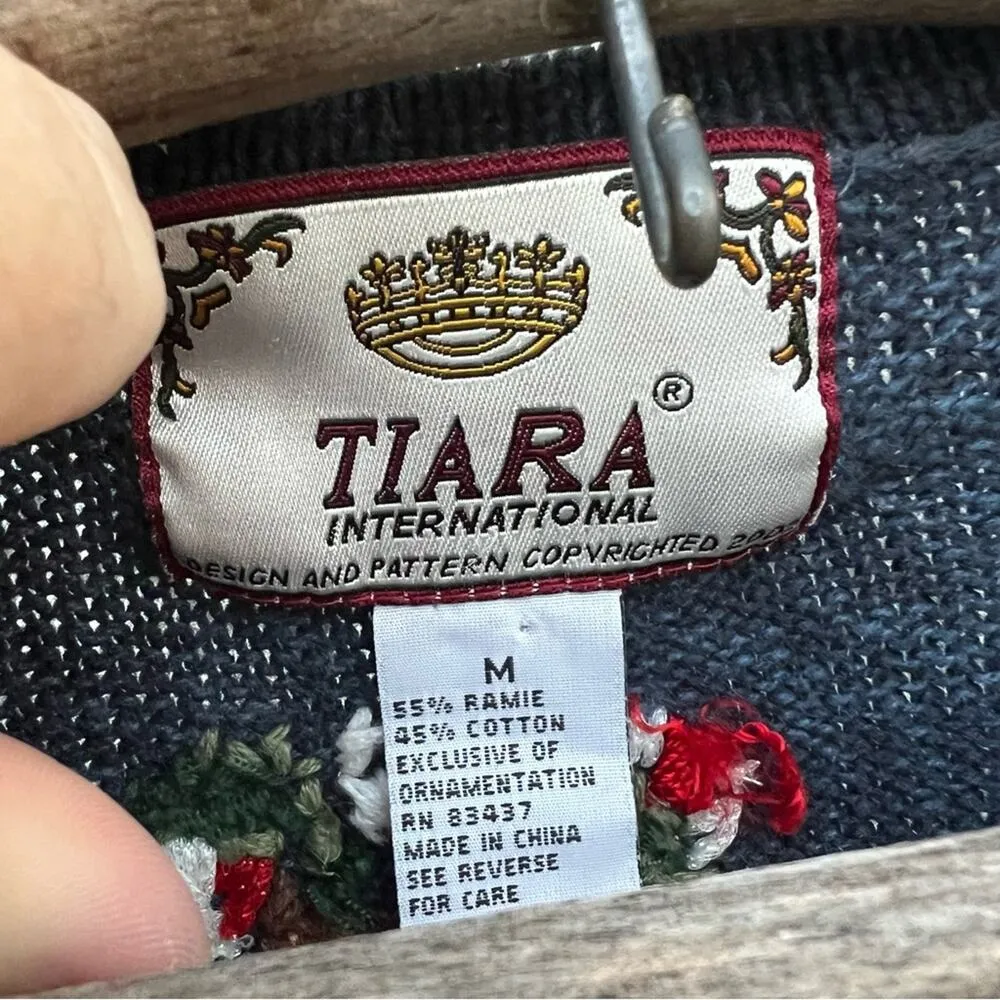 TIARA®
INTERNATIONAL
DESIGN AND PATTERN COPYRIGHTED
M
55% RAMIE
45% COTTON
EXCLUSIVE OF
ORNAMENTATION
RN 83437
MADE IN CHINA
SEE REVERSE
FOR CARE